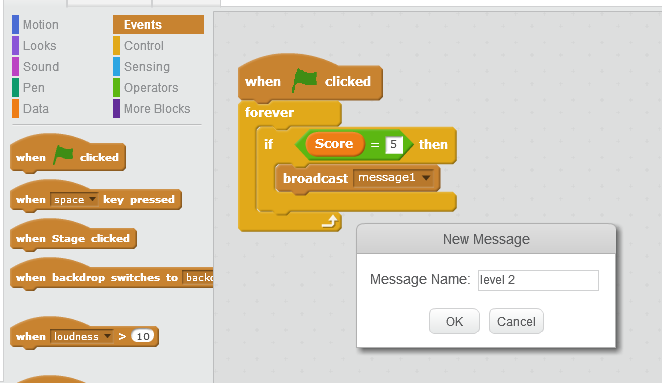 Motion
Events
Looks
Control
Sound
Sensing
Pen
Operators
Data
More Blocks
when clicked
when space key pressed
when Stage clicked
when backdrop switches to
when loudness > 10
when clicked
forever
if Score = 5 then
broadcast message1
New Message
Message Name: level 2
OK Cancel